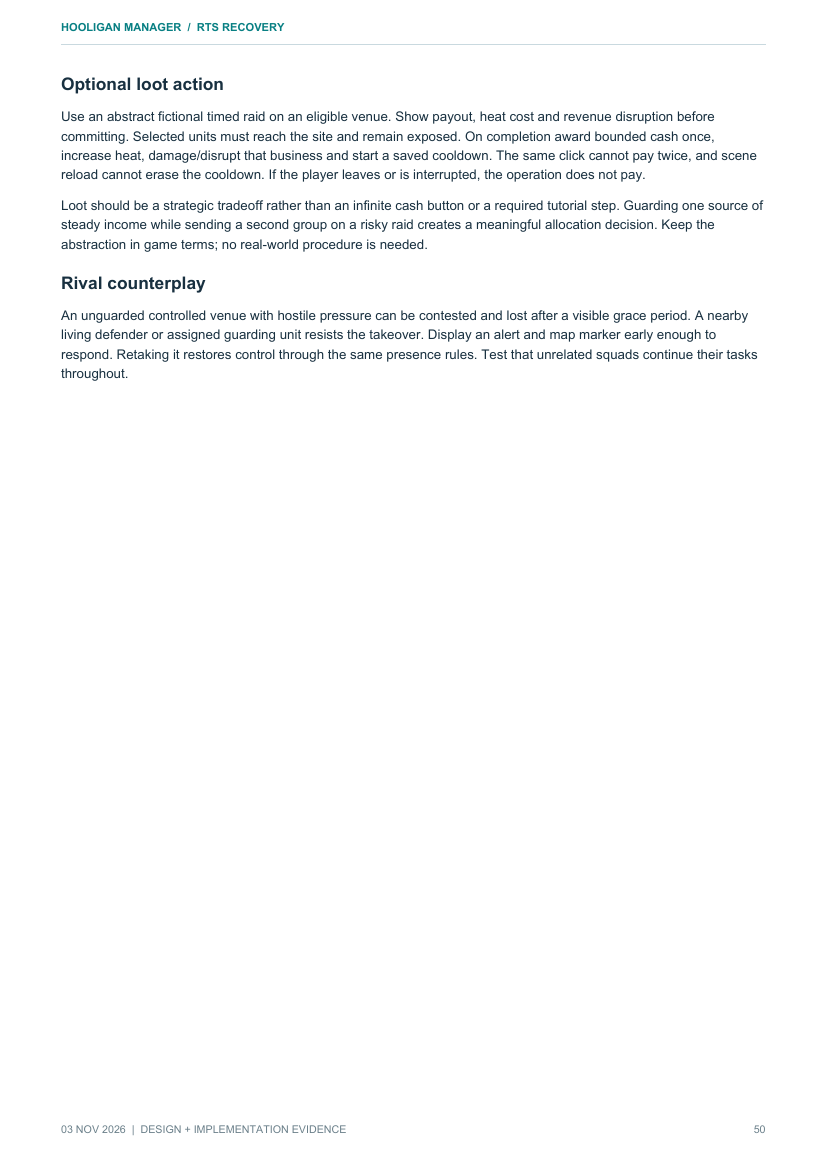 HOOLIGAN MANAGER / RTS RECOVERY
Optional loot action
Use an abstract fictional timed raid on an eligible venue. Show payout, heat cost and revenue disruption before
committing. Selected units must reach the site and remain exposed. On completion award bounded cash once,
increase heat, damage/disrupt that business and start a saved cooldown. The same click cannot pay twice, and scene
reload cannot erase the cooldown. If the player leaves or is interrupted, the operation does not pay.
Loot should be a strategic tradeoff rather than an infinite cash button or a required tutorial step. Guarding one source of
steady income while sending a second group on a risky raid creates a meaningful allocation decision. Keep the
abstraction in game terms; no real-world procedure is needed.
Rival counterplay
An unguarded controlled venue with hostile pressure can be contested and lost after a visible grace period. A nearby
living defender or assigned guarding unit resists the takeover. Display an alert and map marker early enough to
respond. Retaking it restores control through the same presence rules. Test that unrelated squads continue their tasks
throughout.
03 NOV 2026 | DESIGN + IMPLEMENTATION EVIDENCE 50